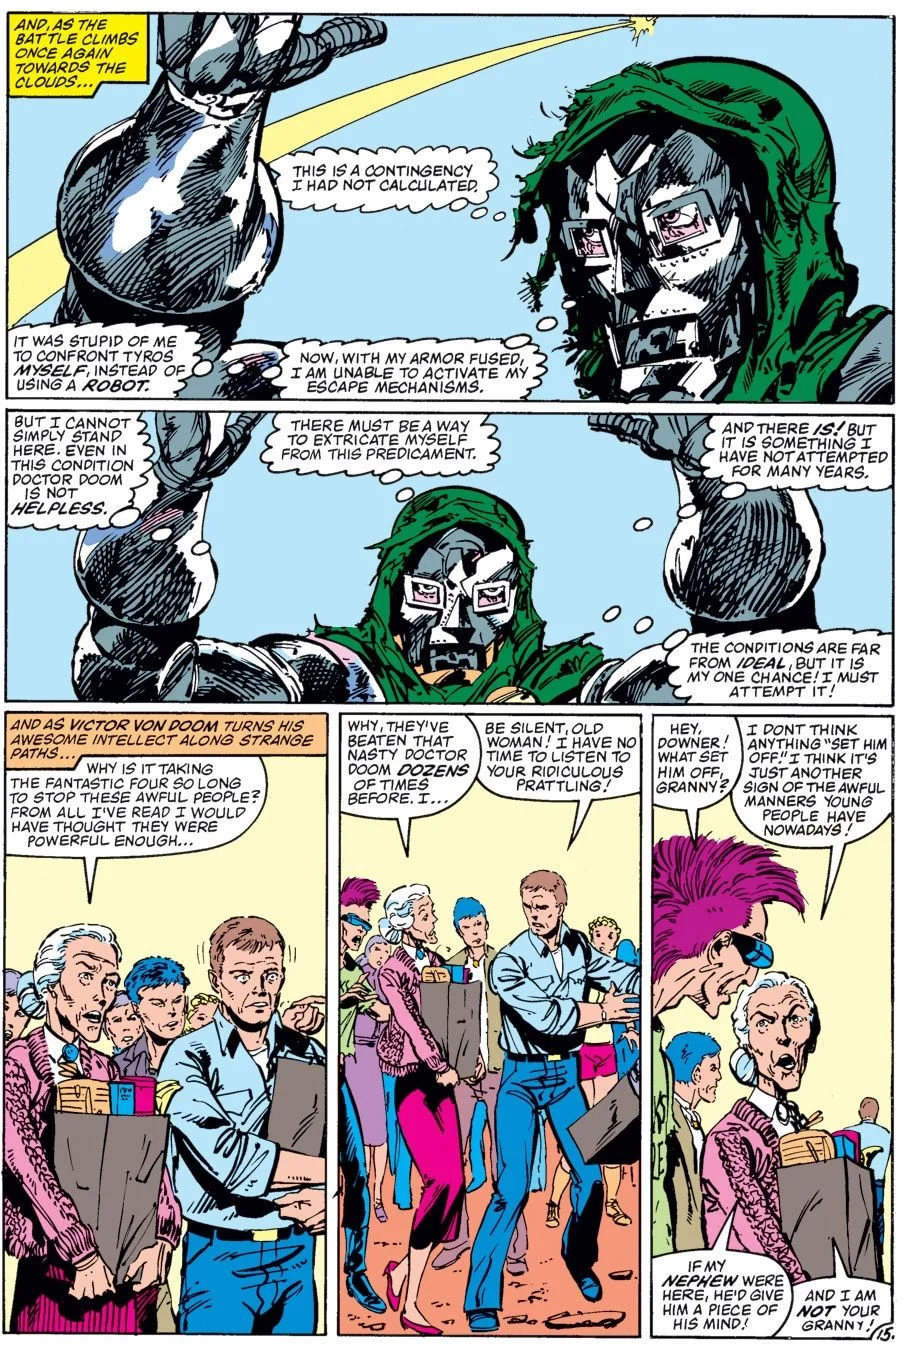 AND, AS THE
BATTLE CLIMBS
ONCE AGAIN
TOWARDS THE
CLOUDS...
THIS IS A CONTINGENCY
I HAD NOT CALCULATED.
IT WAS STUPID OF ME
TO CONFRONT TYROS
MYSELF, INSTEAD OF
USING A ROBOT.
NOW, WITH MY ARMOR FUSED,
I AM UNABLE TO ACTIVATE MY
ESCAPE MECHANISMS.
BUT I CANNOT
SIMPLY STAND
HERE. EVEN IN
THIS CONDITION
DOCTOR DOOM
IS NOT
HELPLESS.
THERE MUST BE A WAY
TO EXTRICATE MYSELF
FROM THIS PREDICAMENT.
AND THERE IS! BUT
IT IS SOMETHING I
HAVE NOT ATTEMPTED
FOR MANY YEARS.
THE CONDITIONS ARE FAR
FROM IDEAL, BUT IT IS
MY ONE CHANCE! I MUST
ATTEMPT IT!
AND AS VICTOR VON DOOM TURNS HIS
AWESOME INTELLECT ALONG STRANGE
PATHS...
WHY IS IT TAKING
THE FANTASTIC FOUR SO LONG
TO STOP THESE AWFUL PEOPLE?
FROM ALL I'VE READ I WOULD
HAVE THOUGHT THEY WERE
POWERFUL ENOUGH...
WHY, THEY'VE
BEATEN THAT
NASTY DOCTOR
DOOM DOZENS
OF TIMES
BEFORE. I...
BE SILENT, OLD
WOMAN! I HAVE NO
TIME TO LISTEN TO
YOUR RIDICULOUS
PRATTLING!
HEY,
DOWNER!
WHAT SET
HIM OFF,
GRANNY?
I DON'T THINK
ANYTHING "SET HIM
OFF." I THINK IT'S
JUST ANOTHER
SIGN OF THE AWFUL
MANNERS YOUNG
PEOPLE HAVE
NOWADAYS!
IF MY
NEPHEW WERE
HERE, HE'D GIVE
HIM A PIECE OF
HIS MIND!
AND I AM
NOT YOUR
GRANNY!
15.